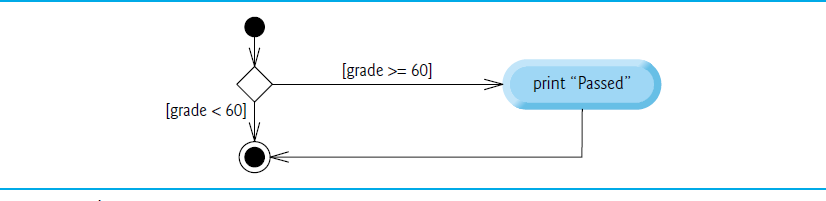 [grade >= 60]
print “Passed”
[grade < 60]